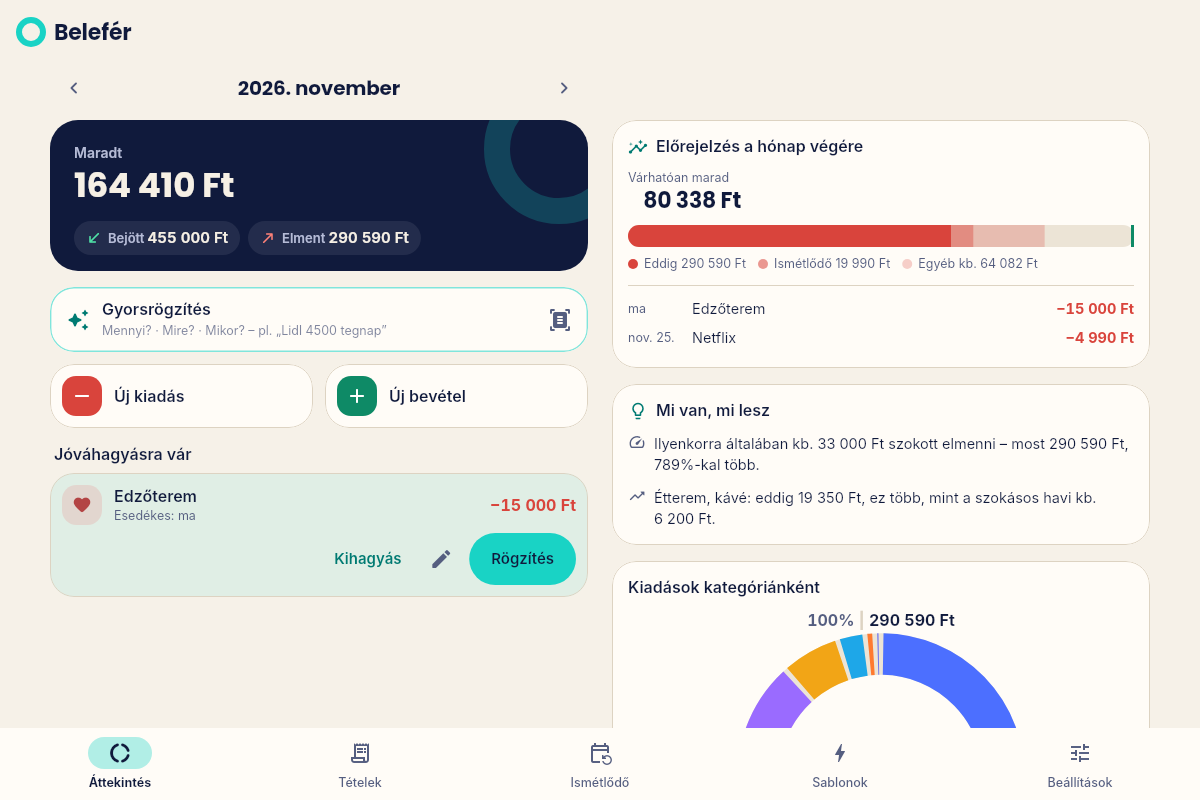 Belefér
2026. november
Maradt
164 410 Ft
Bejött 455 000 Ft
Elment 290 590 Ft
Gyorsrögzítés
Mennyi? · Mire? · Mikor? – pl. „Lidl 4500 tegnap”
Új kiadás
Új bevétel
Jóváhagyásra vár
Edzőterem
Esedékes: ma
−15 000 Ft
Kihagyás
Rögzítés
Előrejelzés a hónap végére
Várhatóan marad
80 338 Ft
Eddig 290 590 Ft
Ismétlődő 19 990 Ft
Egyéb kb. 64 082 Ft
ma Edzőterem −15 000 Ft
nov. 25. Netflix −4 990 Ft
Mi van, mi lesz
Ilyenkorra általában kb. 33 000 Ft szokott elmenni – most 290 590 Ft,
789%-kal több.
Étterem, kávé: eddig 19 350 Ft, ez több, mint a szokásos havi kb.
6 200 Ft.
Kiadások kategóriánként
100% 290 590 Ft
Áttekintés
Tételek
Ismétlődő
Sablonok
Beállítások